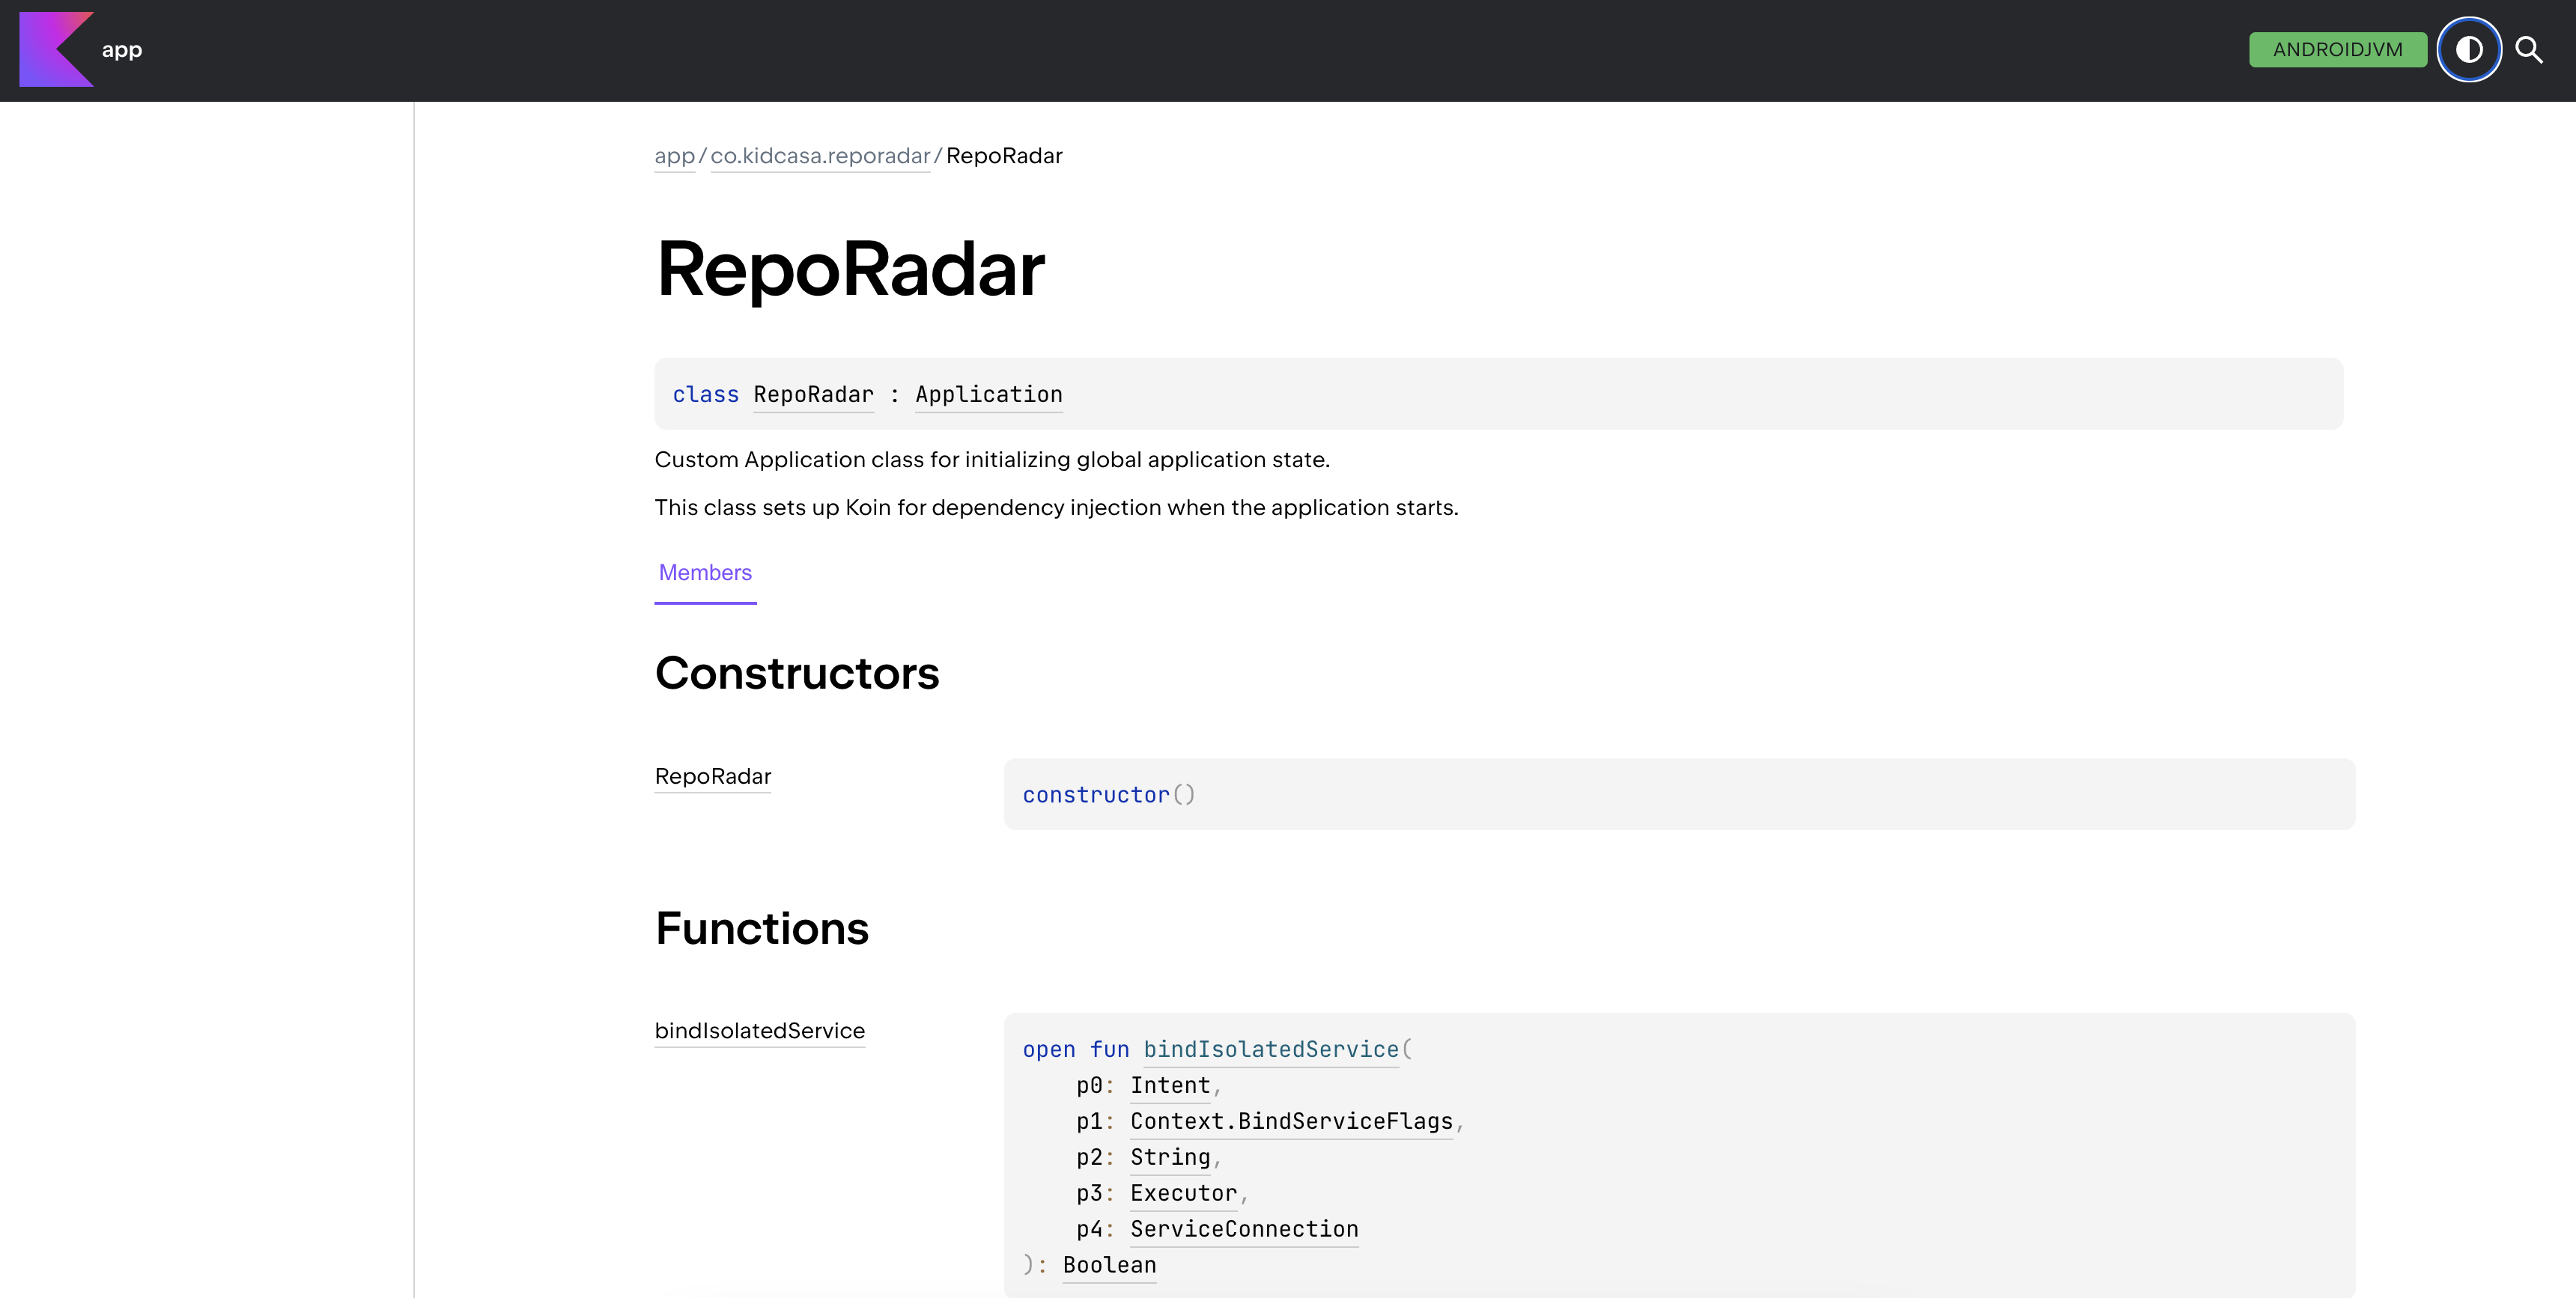 app
ANDROIDJVM
app/co.kidcasa.reporadar/RepoRadar
RepoRadar
class RepoRadar : Application
Custom Application class for initializing global application state.
This class sets up Koin for dependency injection when the application starts.
Members
Constructors
RepoRadar
constructor()
Functions
bindIsolatedService
open fun bindIsolatedService(
p0: Intent,
p1: Context.BindServiceFlags,
p2: String,
p3: Executor,
p4: ServiceConnection
): Boolean